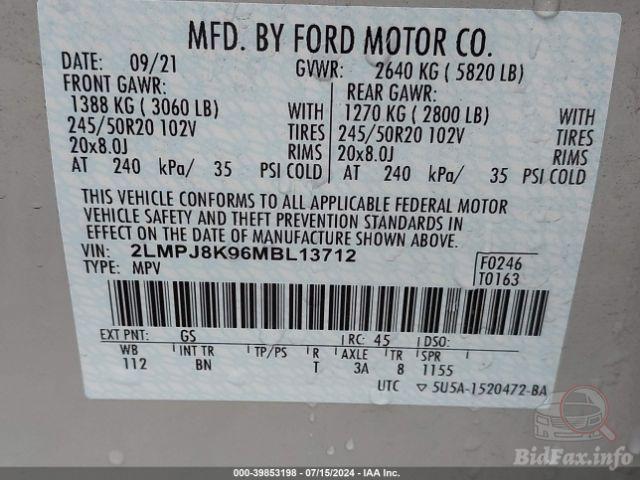 MFD. BY FORD MOTOR CO.
DATE: 09/21 GVWR: 2640 KG ( 5820 LB)
FRONT GAWR: REAR GAWR:
1388 KG ( 3060 LB) WITH 1270 KG ( 2800 LB) WITH
245/50R20 102V TIRES 245/50R20 102V TIRES
20x8.0J RIMS 20x8.0J RIMS
AT 240 kPa/ 35 PSI COLD AT 240 kPa/ 35 PSI COLD
THIS VEHICLE CONFORMS TO ALL APPLICABLE FEDERAL MOTOR
VEHICLE SAFETY AND THEFT PREVENTION STANDARDS IN
EFFECT ON THE DATE OF MANUFACTURE SHOWN ABOVE.
VIN: 2LMPJ8K96MBL13712 F0246
TYPE: MPV T0163
EXT PNT: GS RC: 45 DSO:
WB INT TR TP/PS R AXLE TR SPR
112 BN T 3A 8 1155
UTC ▽ 5U5A-1520472-BA
BidFax.info
000-39853198 - 07/15/2024 - IAA Inc.